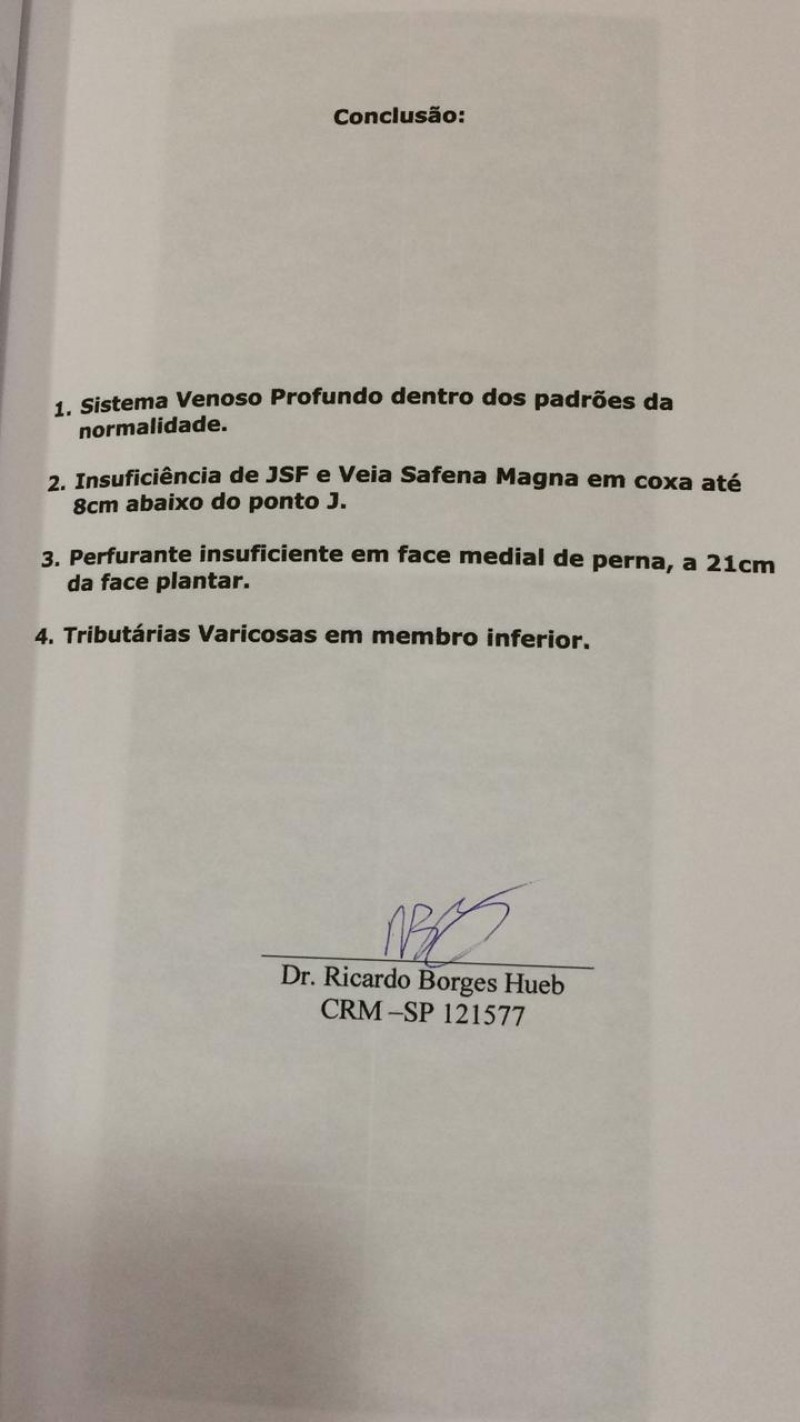 Conclusão:
1. Sistema Venoso Profundo dentro dos padrões da
normalidade.
2. Insuficiência de JSF e Veia Safena Magna em coxa até
8cm abaixo do ponto J.
3. Perfurante insuficiente em face medial de perna, a 21cm
da face plantar.
4. Tributárias Varicosas em membro inferior.
Dr. Ricardo Borges Hueb
CRM –SP 121577